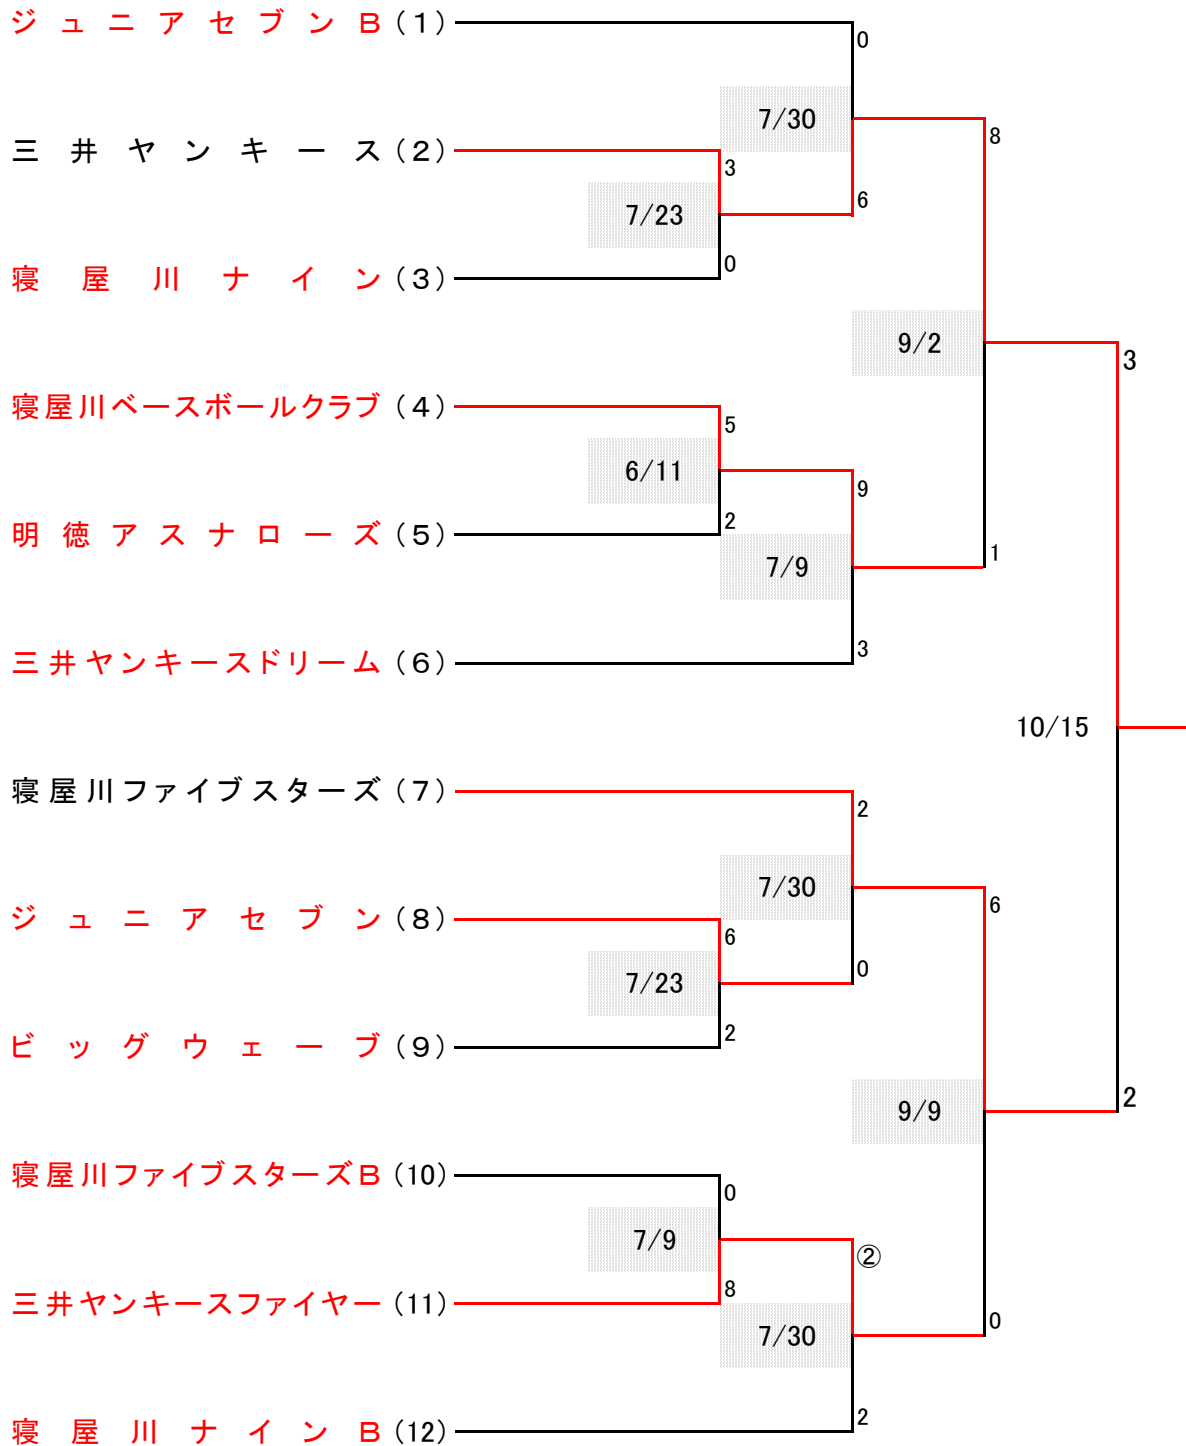 ジュニアセブンB(1)
0
7/30
8
三井ヤンキース(2)
3
6
7/23
寝屋川ナイン(3)
0
9/2
3
寝屋川ベースボールクラブ(4)
5
6/11
9
明徳アスナローズ(5)
2
1
7/9
三井ヤンキースドリーム(6)
3
10/15
寝屋川ファイブスターズ(7)
2
7/30
6
ジュニアセブン(8)
6
0
7/23
ビッグウェーブ(9)
2
9/9
2
寝屋川ファイブスターズB(10)
0
7/9
②
三井ヤンキースファイヤー(11)
8
0
7/30
寝屋川ナインB(12)
2